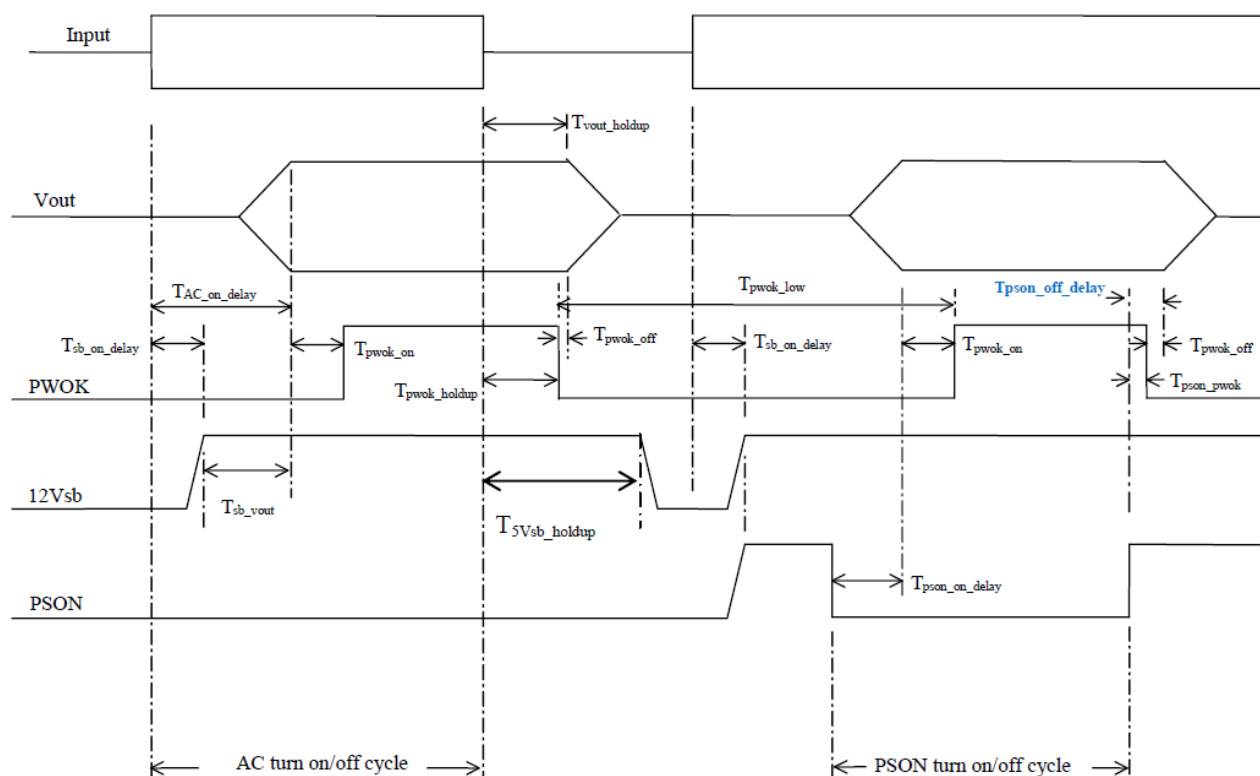 Input
Tvout_holdup
Vout
TAC_on_delay
Tpwok_low
Tpson_off_delay
Tsb_on_delay
Tpwok_on
Tpwok_off
Tsb_on_delay
Tpwok_on
Tpwok_off
PWOK
Tpwok_holdup
Tpson_pwok
12Vsb
Tsb_vout
T5Vsb_holdup
PSON
Tpson_on_delay
AC turn on/off cycle
PSON turn on/off cycle